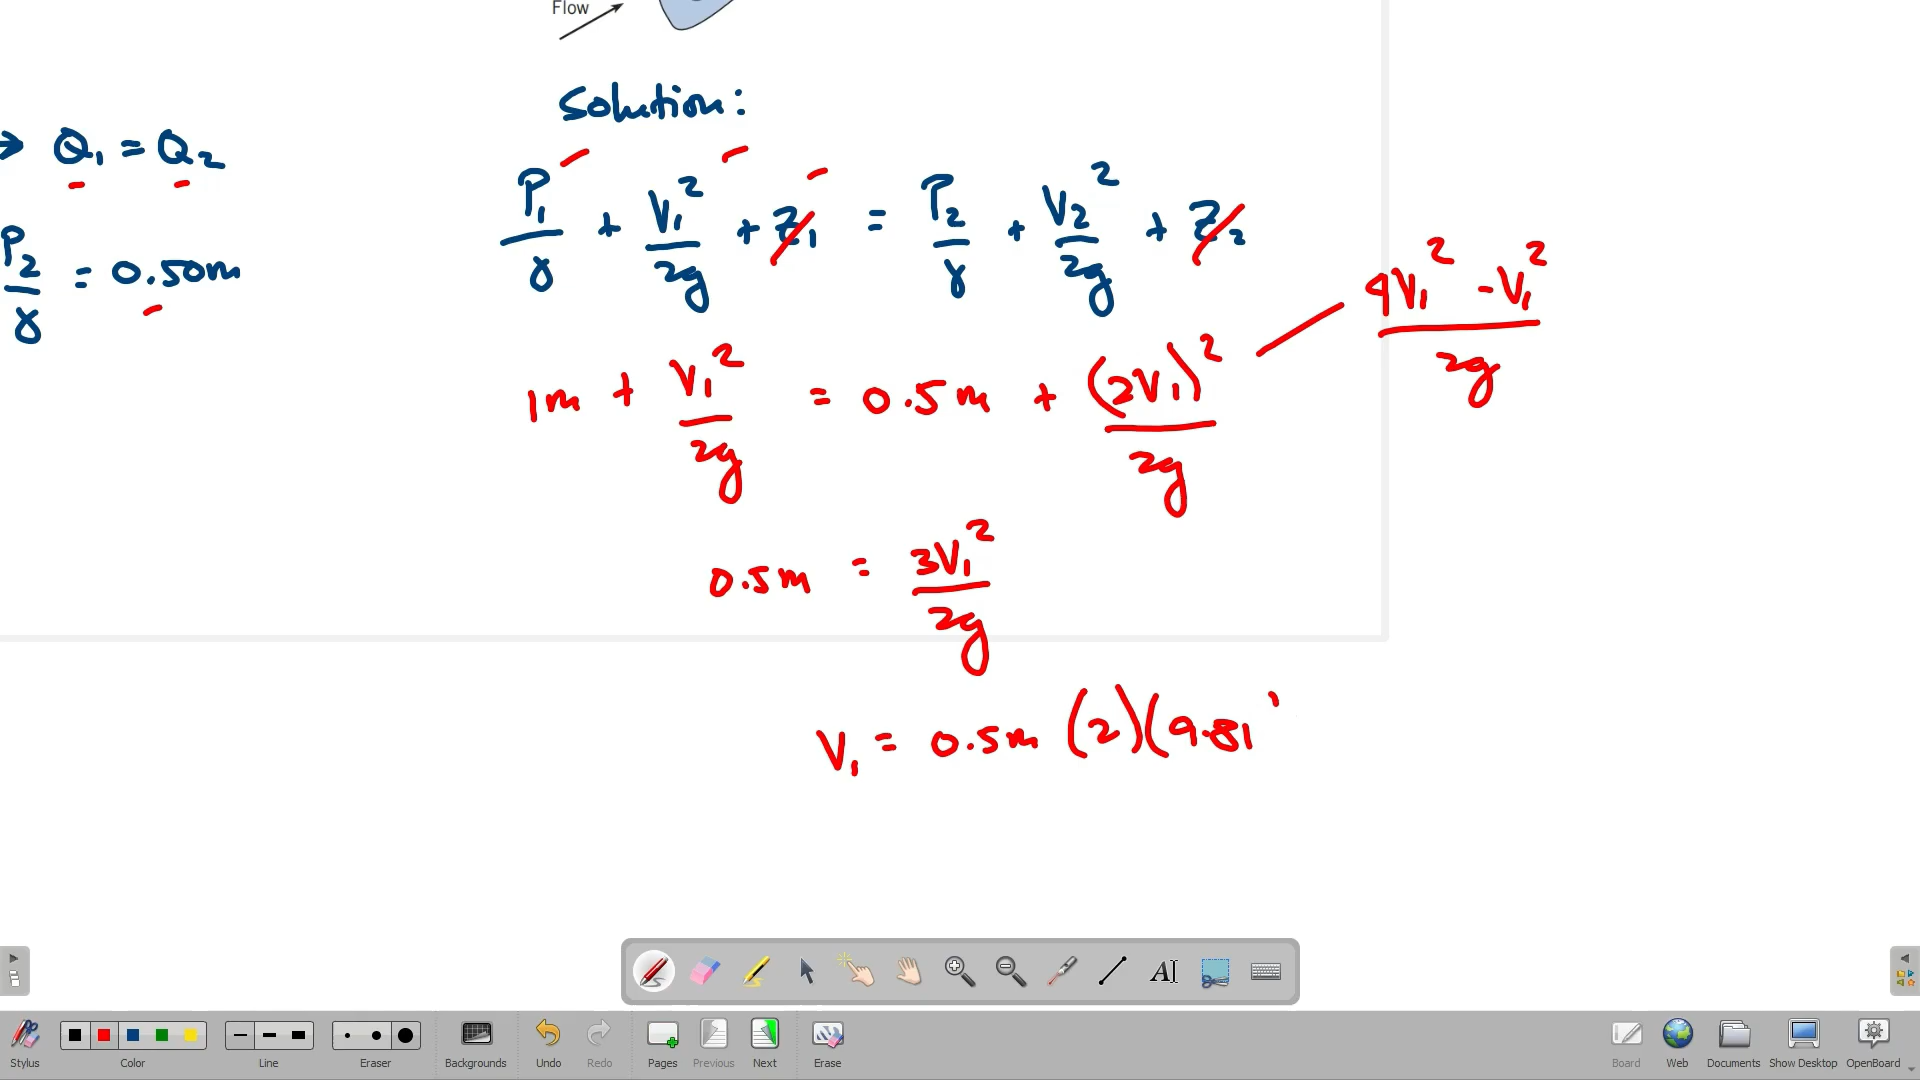 Flow
Solution:
→ Q₁ = Q₂
P₁/γ + V₁²/2g + Z₁ = P₂/γ + V₂²/2g + Z₂
P₂/γ = 0.50m
4V₁² - V₁²/2g
1m + V₁²/2g = 0.5m + (2V₁)²/2g
0.5m = 3V₁²/2g
V₁ = 0.5m (2)(9.81
Stylus Color Line Eraser Backgrounds Undo Redo Pages Previous Next Erase Board Web Documents Show Desktop OpenBoard